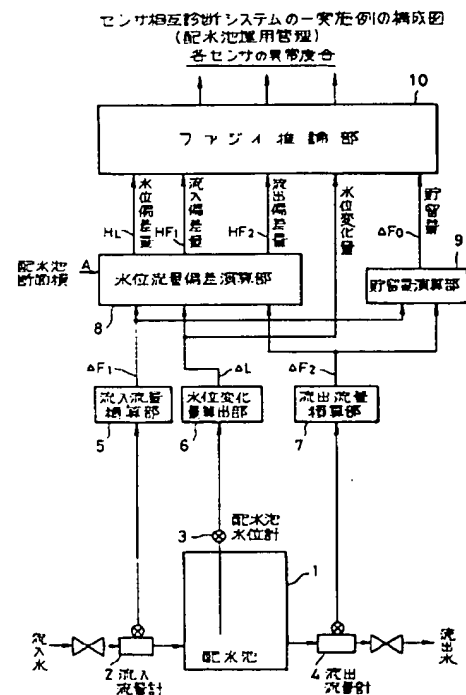 センサ相互診断システムの一実施例の構成図
(配水池運用管理)
各センサの異常度合
10
ファジィ推論部
水位偏差量
HL
流入偏差量
HF1
流出偏差量
HF2
水位変化量
貯留量
ΔF0
9
配水池断面積
A
水位流量偏差演算部
8
貯留量演算部
ΔF1
ΔL
ΔF2
流入流量積算部
5
水位変化量算出部
6
流出流量積算部
7
3
配水池
水位計
1
流入水
2 流入
流量計
配水池
4 流出
流量計
流出水